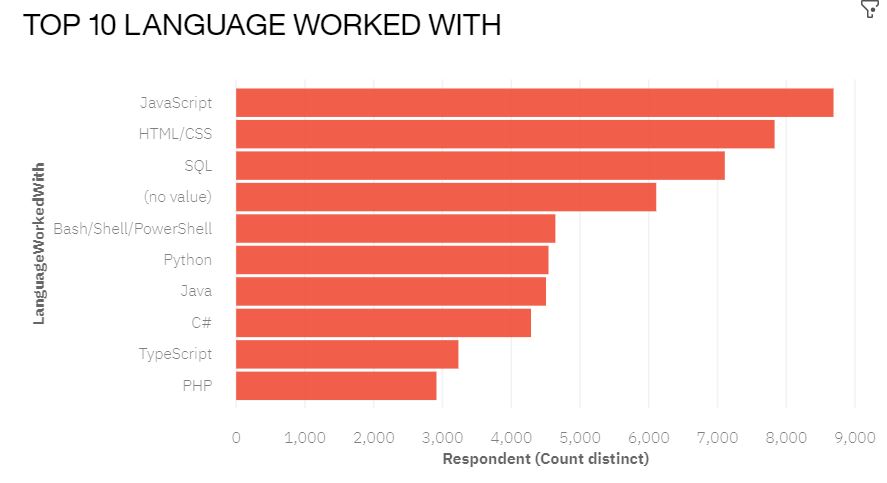 TOP 10 LANGUAGE WORKED WITH
LanguageWorkedWith
JavaScript
HTML/CSS
SQL
(no value)
Bash/Shell/PowerShell
Python
Java
C#
TypeScript
PHP
0 1,000 2,000 3,000 4,000 5,000 6,000 7,000 8,000 9,000
Respondent (Count distinct)